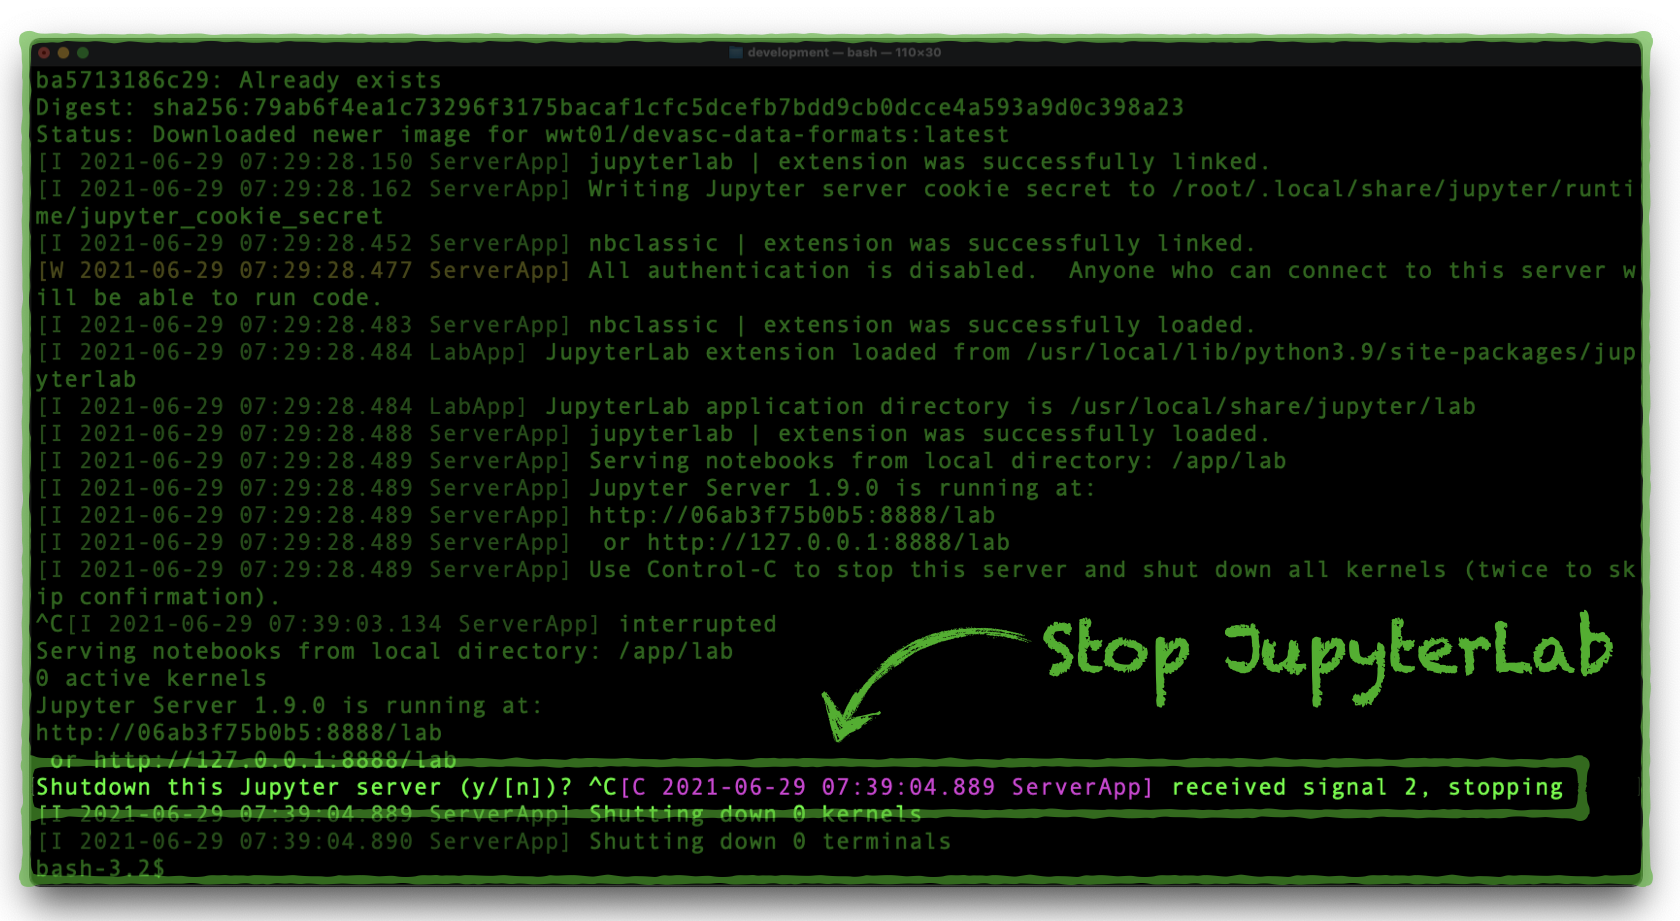 development — bash — 110×30
ba5713186c29: Already exists
Digest: sha256:79ab6f4ea1c73296f3175bacaf1cfc5dcefb7bdd9cb0dcce4a593a9d0c398a23
Status: Downloaded newer image for wwt01/devasc-data-formats:latest
[I 2021-06-29 07:29:28.150 ServerApp] jupyterlab | extension was successfully linked.
[I 2021-06-29 07:29:28.162 ServerApp] Writing Jupyter server cookie secret to /root/.local/share/jupyter/runti
me/jupyter_cookie_secret
[I 2021-06-29 07:29:28.452 ServerApp] nbclassic | extension was successfully linked.
[W 2021-06-29 07:29:28.477 ServerApp] All authentication is disabled.  Anyone who can connect to this server w
ill be able to run code.
[I 2021-06-29 07:29:28.483 ServerApp] nbclassic | extension was successfully loaded.
[I 2021-06-29 07:29:28.484 LabApp] JupyterLab extension loaded from /usr/local/lib/python3.9/site-packages/jup
yterlab
[I 2021-06-29 07:29:28.484 LabApp] JupyterLab application directory is /usr/local/share/jupyter/lab
[I 2021-06-29 07:29:28.488 ServerApp] jupyterlab | extension was successfully loaded.
[I 2021-06-29 07:29:28.489 ServerApp] Serving notebooks from local directory: /app/lab
[I 2021-06-29 07:29:28.489 ServerApp] Jupyter Server 1.9.0 is running at:
[I 2021-06-29 07:29:28.489 ServerApp] http://06ab3f75b0b5:8888/lab
[I 2021-06-29 07:29:28.489 ServerApp]  or http://127.0.0.1:8888/lab
[I 2021-06-29 07:29:28.489 ServerApp] Use Control-C to stop this server and shut down all kernels (twice to sk
ip confirmation).
^C[I 2021-06-29 07:39:03.134 ServerApp] interrupted
Serving notebooks from local directory: /app/lab
0 active kernels
Jupyter Server 1.9.0 is running at:
http://06ab3f75b0b5:8888/lab
 or http://127.0.0.1:8888/lab
Stop JupyterLab
Shutdown this Jupyter server (y/[n])? ^C[C 2021-06-29 07:39:04.889 ServerApp] received signal 2, stopping
[I 2021-06-29 07:39:04.889 ServerApp] Shutting down 0 kernels
[I 2021-06-29 07:39:04.890 ServerApp] Shutting down 0 terminals
bash-3.2$